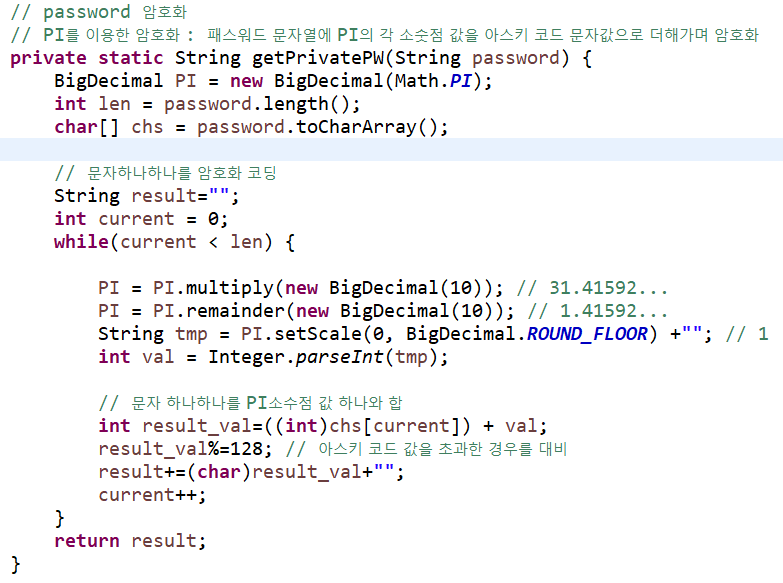 // password 암호화
// PI를 이용한 암호화 : 패스워드 문자열에 PI의 각 소숫점 값을 아스키 코드 문자값으로 더해가며 암호화
private static String getPrivatePW(String password) {
    BigDecimal PI = new BigDecimal(Math.PI);
    int len = password.length();
    char[] chs = password.toCharArray();

    // 문자하나하나를 암호화 코딩
    String result="";
    int current = 0;
    while(current < len) {

        PI = PI.multiply(new BigDecimal(10)); // 31.41592...
        PI = PI.remainder(new BigDecimal(10)); // 1.41592...
        String tmp = PI.setScale(0, BigDecimal.ROUND_FLOOR) +""; // 1
        int val = Integer.parseInt(tmp);

        // 문자 하나하나를 PI소수점 값 하나와 합
        int result_val=((int)chs[current]) + val;
        result_val%=128; // 아스키 코드 값을 초과한 경우를 대비
        result+=(char)result_val+"";
        current++;
    }
    return result;
}